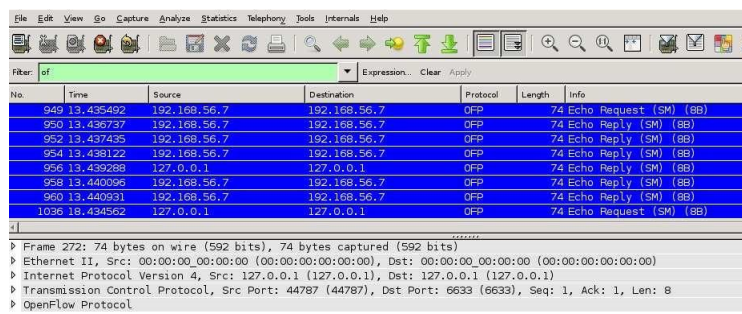 File Edit View Go Capture Analyze Statistics Telephony Tools Internals Help
Filter: of Expression... Clear Apply
No. Time Source Destination Protocol Length Info
949 13.435492 192.168.56.7 192.168.56.7 OFP 74 Echo Request (SM) (8B)
950 13.436737 192.168.56.7 192.168.56.7 OFP 74 Echo Reply (SM) (8B)
952 13.437435 192.168.56.7 192.168.56.7 OFP 74 Echo Reply (SM) (8B)
954 13.438122 192.168.56.7 192.168.56.7 OFP 74 Echo Reply (SM) (8B)
956 13.439288 127.0.0.1 127.0.0.1 OFP 74 Echo Reply (SM) (8B)
958 13.440096 192.168.56.7 192.168.56.7 OFP 74 Echo Reply (SM) (8B)
960 13.440931 192.168.56.7 192.168.56.7 OFP 74 Echo Reply (SM) (8B)
1036 18.434562 127.0.0.1 127.0.0.1 OFP 74 Echo Request (SM) (8B)
Frame 272: 74 bytes on wire (592 bits), 74 bytes captured (592 bits)
Ethernet II, Src: 00:00:00_00:00:00 (00:00:00:00:00:00), Dst: 00:00:00_00:00:00 (00:00:00:00:00:00)
Internet Protocol Version 4, Src: 127.0.0.1 (127.0.0.1), Dst: 127.0.0.1 (127.0.0.1)
Transmission Control Protocol, Src Port: 44787 (44787), Dst Port: 6633 (6633), Seq: 1, Ack: 1, Len: 8
OpenFlow Protocol